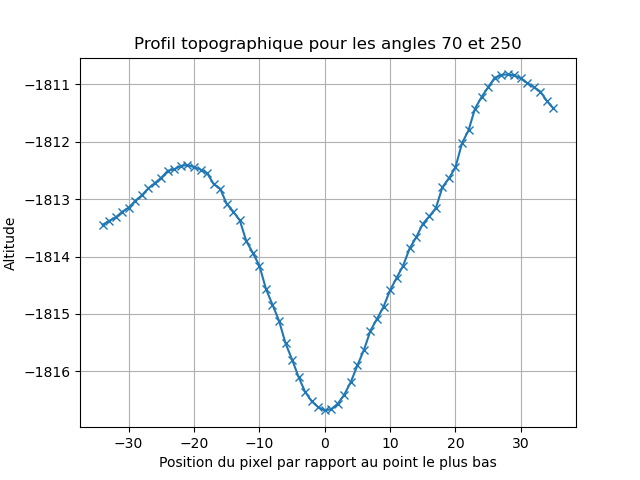 Profil topographique pour les angles 70 et 250
−1811
−1812
−1813
−1814
−1815
−1816
Altitude
−30 −20 −10 0 10 20 30
Position du pixel par rapport au point le plus bas